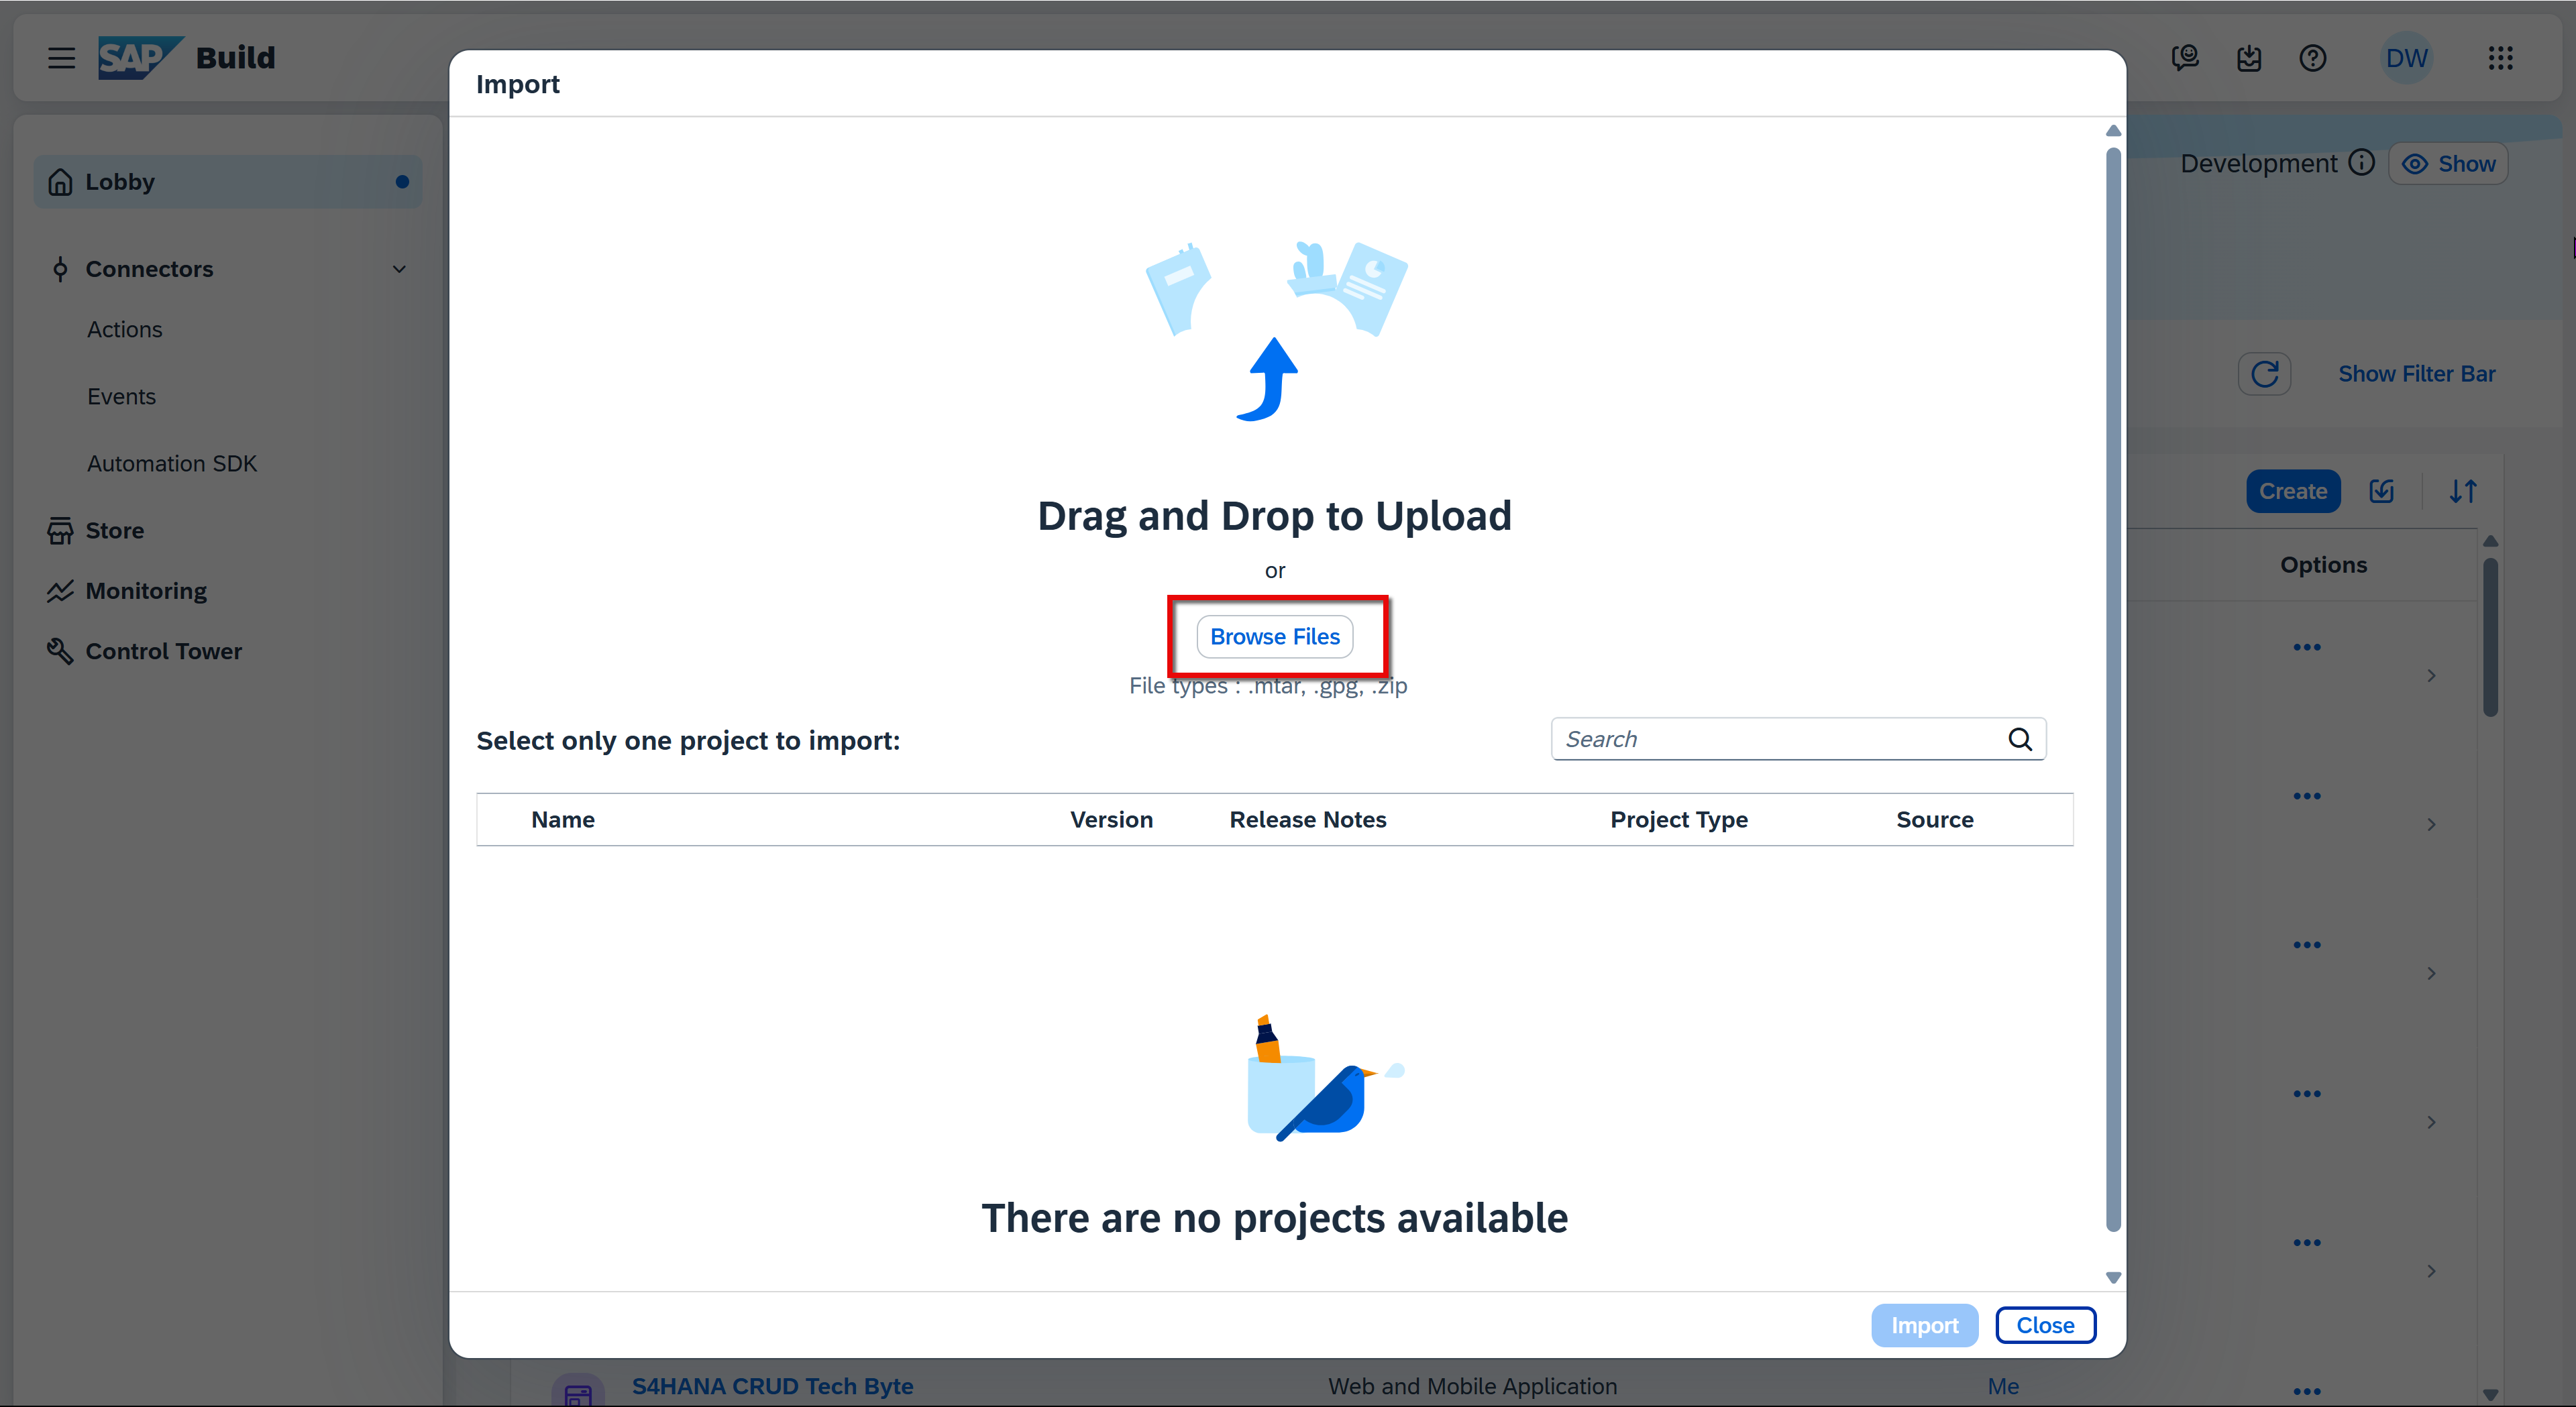 SAP Build
DW
Import
Lobby
Development
Show
Connectors
Actions
Events
Show Filter Bar
Automation SDK
Create
Drag and Drop to Upload
Store
or
Options
Monitoring
Browse Files
Control Tower
File types : .mtar, .gpg, .zip
Select only one project to import:
Search
Name Version Release Notes Project Type Source
There are no projects available
Import Close
S4HANA CRUD Tech Byte Web and Mobile Application Me